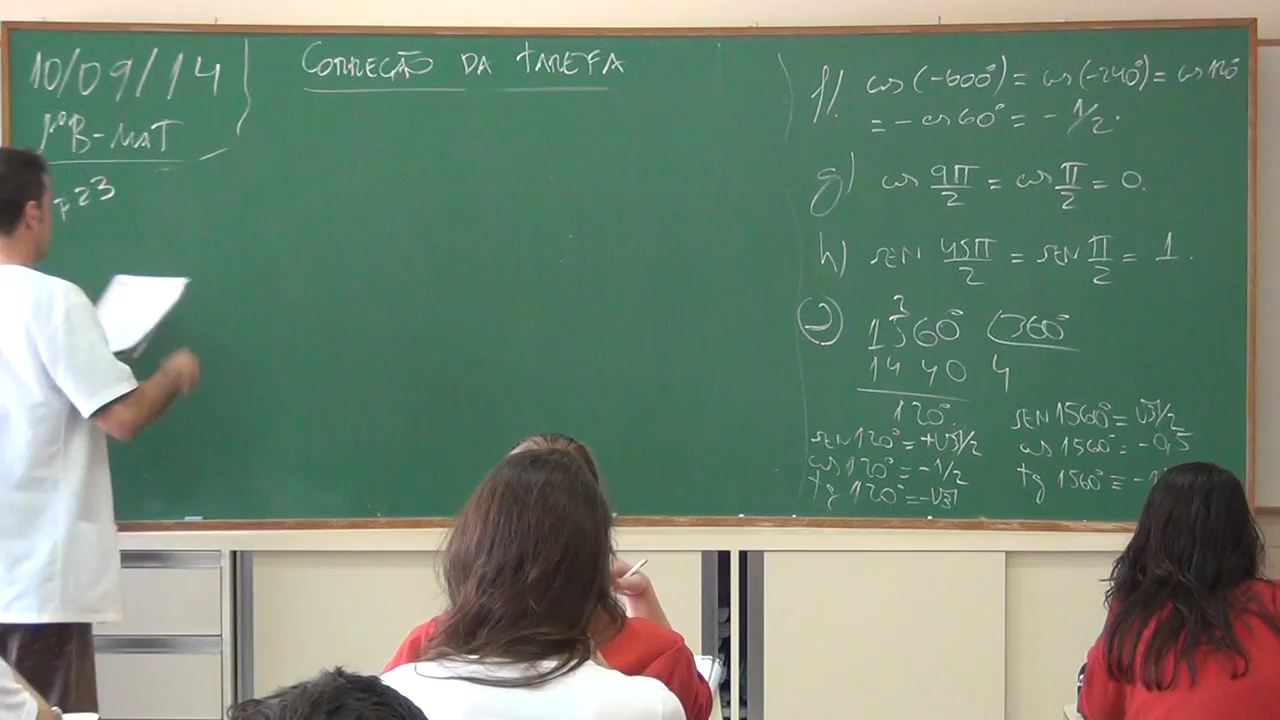 10/09/14
1ºB-MAT
p23
CORREÇÃO DA TAREFA
f) cos(-600°) = cos(-240°) = cos 120°
= -cos 60° = -1/2.
g) cos 9π/2 = cos π/2 = 0.
h) SEN 45π/2 = SEN π/2 = 1.
1560° 360°
1440 4
120°.
SEN 120° = +√3/2
cos 120° = -1/2
tg 120° = -√3
SEN 1560° = √3/2
cos 1560° = -0,5
tg 1560° = -1